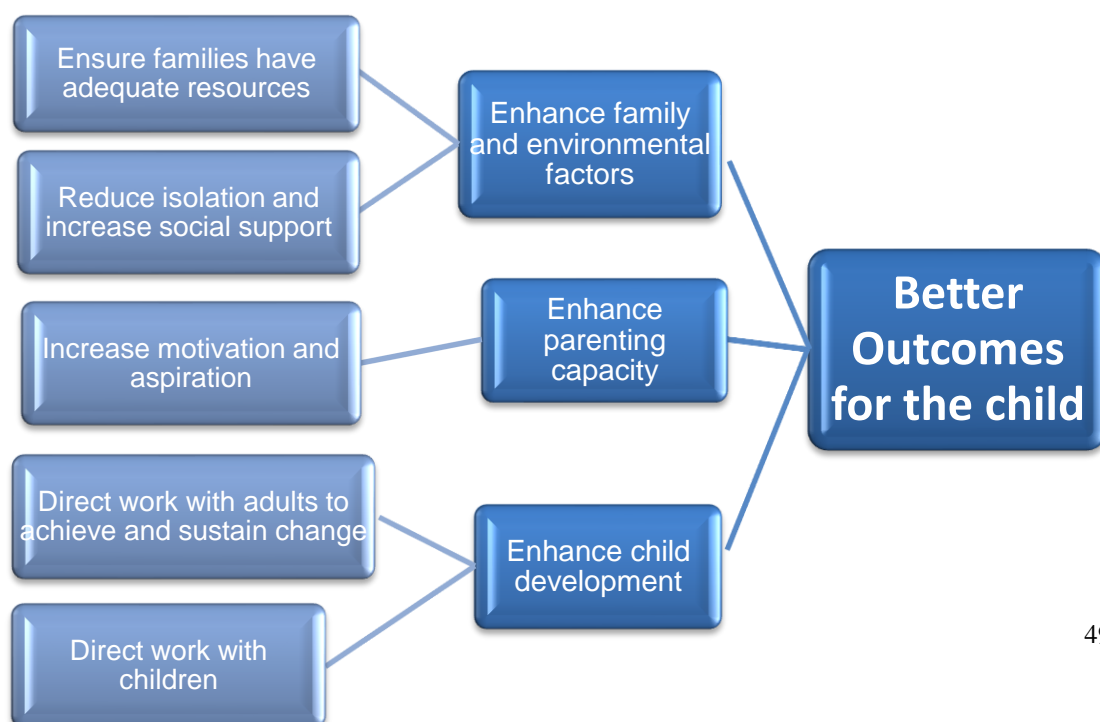 Ensure families have
adequate resources
Reduce isolation and
increase social support
Increase motivation and
aspiration
Direct work with adults to
achieve and sustain change
Direct work with
children
Enhance family
and environmental
factors
Enhance
parenting
capacity
Enhance child
development
Better
Outcomes
for the child